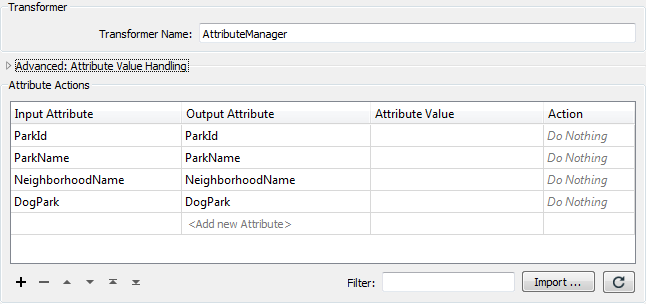 Transformer
Transformer Name: AttributeManager
Advanced: Attribute Value Handling
Attribute Actions
Input Attribute Output Attribute Attribute Value Action
ParkId ParkId Do Nothing
ParkName ParkName Do Nothing
NeighborhoodName NeighborhoodName Do Nothing
DogPark DogPark Do Nothing
<Add new Attribute>
Filter: Import ...